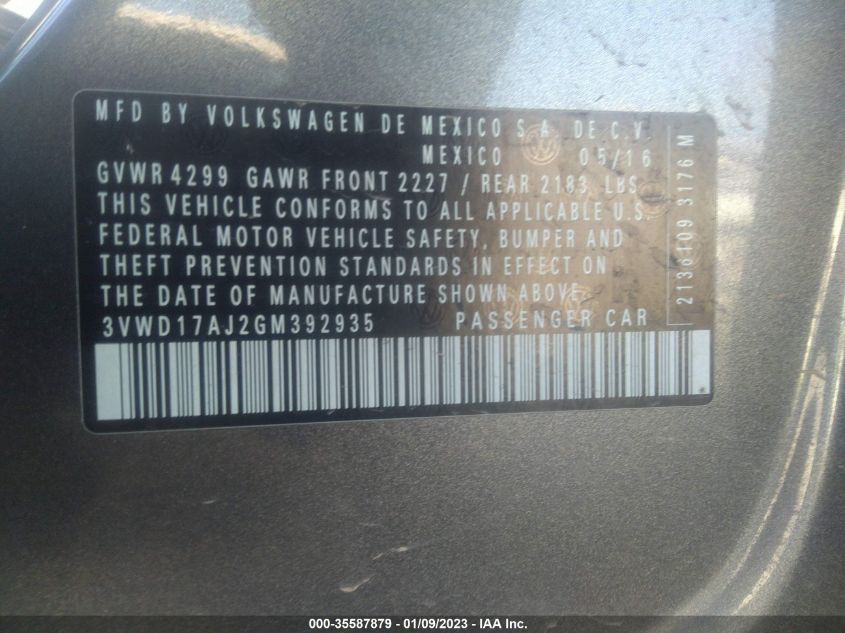 MFD BY VOLKSWAGEN DE MEXICO S.A. DE C.V.
MEXICO 05/16
GVWR 4299 GAWR FRONT 2227 / REAR 2183 LBS
THIS VEHICLE CONFORMS TO ALL APPLICABLE U.S.
FEDERAL MOTOR VEHICLE SAFETY, BUMPER AND
THEFT PREVENTION STANDARDS IN EFFECT ON
THE DATE OF MANUFACTURE SHOWN ABOVE
3VWD17AJ2GM392935 PASSENGER CAR
2136109 3176 M
000-35587879 - 01/09/2023 - IAA Inc.